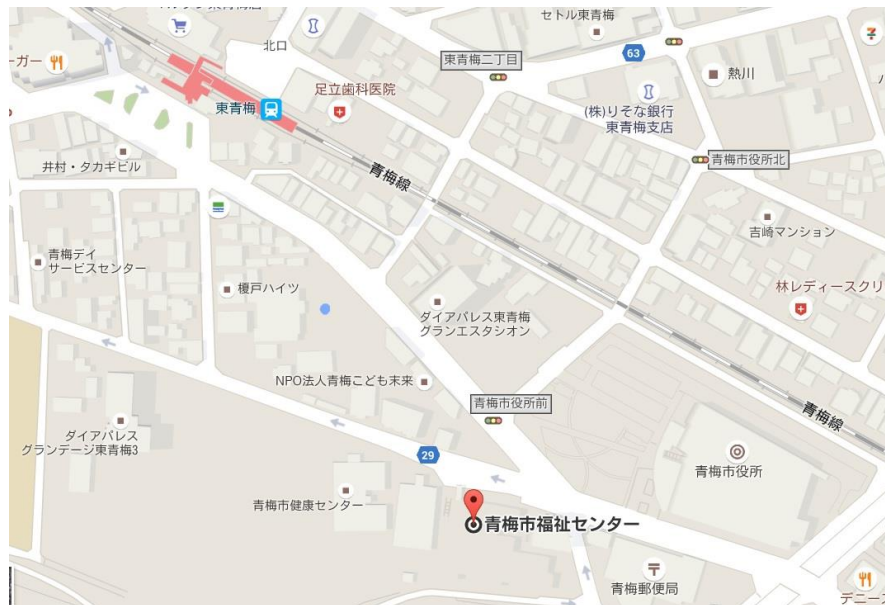 北口
セトル東青梅
63
ーガー
東青梅二丁目
熱川
足立歯科医院
東青梅
(株)りそな銀行
東青梅支店
井村・タカギビル
青梅線
青梅市役所北
吉崎マンション
青梅デイ
サービスセンター
榎戸ハイツ
林レディースクリ
ダイアパレス東青梅
グランエスタシオン
NPO法人青梅こども未来
青梅市役所前
青梅線
ダイアパレス
グランデージ東青梅3
29
青梅市役所
青梅市健康センター
青梅市福祉センター
青梅郵便局
デニース